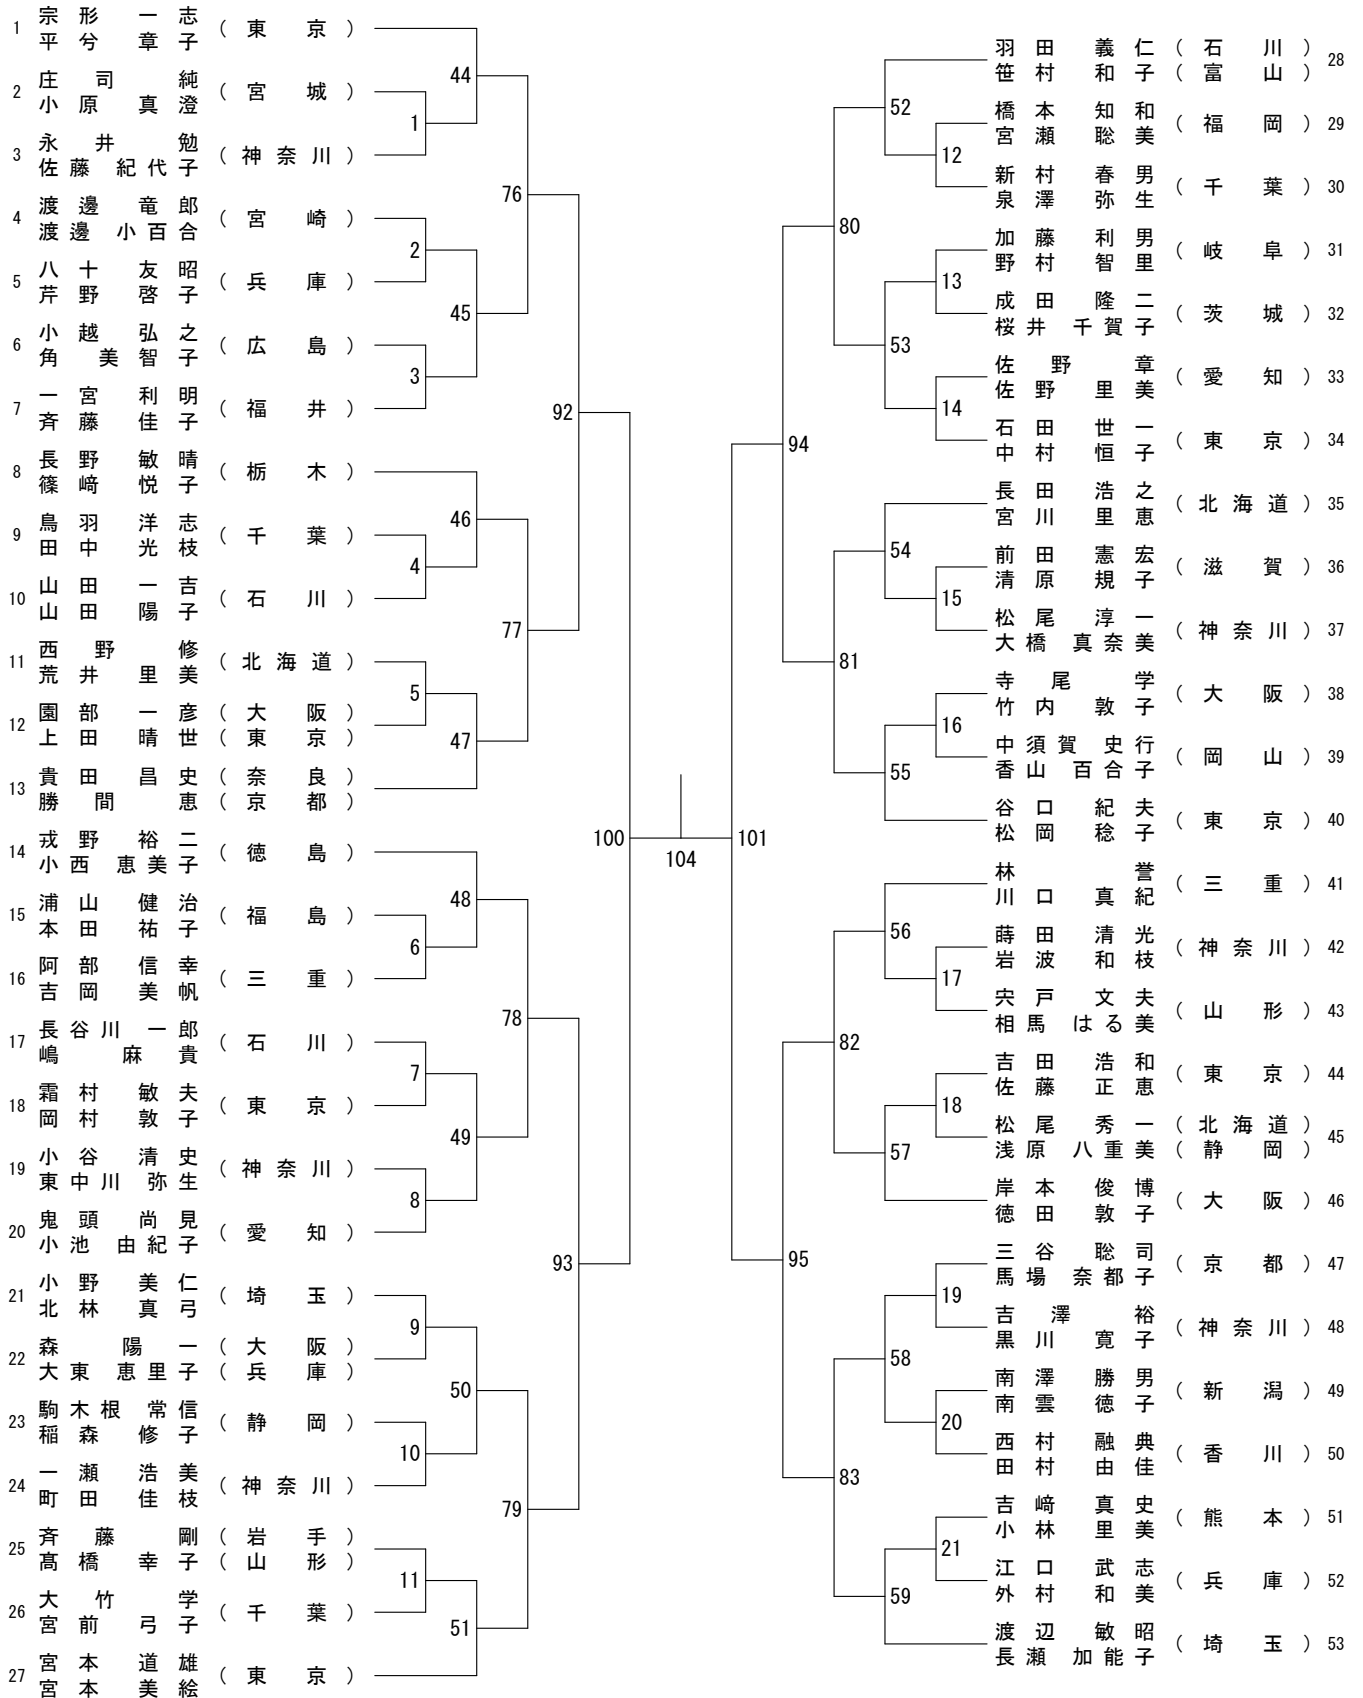 1 宗形 一志 (東京)
平兮 章子
2 庄司 純 (宮城)
小原 真澄
3 永井 勉 (神奈川)
佐藤 紀代子
4 渡邊 竜郎 (宮崎)
渡邊 小百合
5 八十 友昭 (兵庫)
芹野 啓子
6 小越 弘之 (広島)
角 美智子
7 一宮 利明 (福井)
斉藤 佳子
8 長野 敏晴 (栃木)
篠﨑 悦子
9 鳥羽 洋志 (千葉)
田中 光枝
10 山田 一吉 (石川)
山田 陽子
11 西野 修 (北海道)
荒井 里美
12 園部 一彦 (大阪)
上田 晴世 (東京)
13 貴田 昌史 (奈良)
勝間 恵 (京都)
14 戎野 裕二 (徳島)
小西 恵美子
15 浦山 健治 (福島)
本田 祐子
16 阿部 信幸 (三重)
吉岡 美帆
17 長谷川 一郎 (石川)
嶋 麻貴
18 霜村 敏夫 (東京)
岡村 敦子
19 小谷 清史 (神奈川)
東中川 弥生
20 鬼頭 尚見 (愛知)
小池 由紀子
21 小野 美仁 (埼玉)
北林 真弓
22 森 陽一 (大阪)
大東 恵里子 (兵庫)
23 駒木根 常信 (静岡)
稲森 修子
24 一瀬 浩美 (神奈川)
町田 佳枝
25 斉藤 剛 (岩手)
髙橋 幸子 (山形)
26 大竹 学 (千葉)
宮前 弓子
27 宮本 道雄 (東京)
宮本 美絵
1
2
3
4
5
6
7
8
9
10
11
44
45
46
47
48
49
50
51
76
77
78
79
92
93
100
104
101
94
95
80
81
82
83
52
53
54
55
56
57
58
59
12
13
14
15
16
17
18
19
20
21
羽田 義仁 (石川) 28
笹村 和子 (富山)
橋本 知和 (福岡) 29
宮瀬 聡美
新村 春男 (千葉) 30
泉澤 弥生
加藤 利男 (岐阜) 31
野村 智里
成田 隆二 (茨城) 32
桜井 千賀子
佐野 章 (愛知) 33
佐野 里美
石田 世一 (東京) 34
中村 恒子
長田 浩之 (北海道) 35
宮川 里恵
前田 憲宏 (滋賀) 36
清原 規子
松尾 淳一 (神奈川) 37
大橋 真奈美
寺尾 学 (大阪) 38
竹内 敦子
中須賀 史行 (岡山) 39
香山 百合子
谷口 紀夫 (東京) 40
松岡 稔子
林 誉 (三重) 41
川口 真紀
蒔田 清光 (神奈川) 42
岩波 和枝
宍戸 文夫 (山形) 43
相馬 はる美
吉田 浩和 (東京) 44
佐藤 正恵
松尾 秀一 (北海道) 45
浅原 八重美 (静岡)
岸本 俊博 (大阪) 46
徳田 敦子
三谷 聡司 (京都) 47
馬場 奈都子
吉澤 裕 (神奈川) 48
黒川 寛子
南澤 勝男 (新潟) 49
南雲 徳子
西村 融典 (香川) 50
田村 由佳
吉﨑 真史 (熊本) 51
小林 里美
江口 武志 (兵庫) 52
外村 和美
渡辺 敏昭 (埼玉) 53
長瀬 加能子